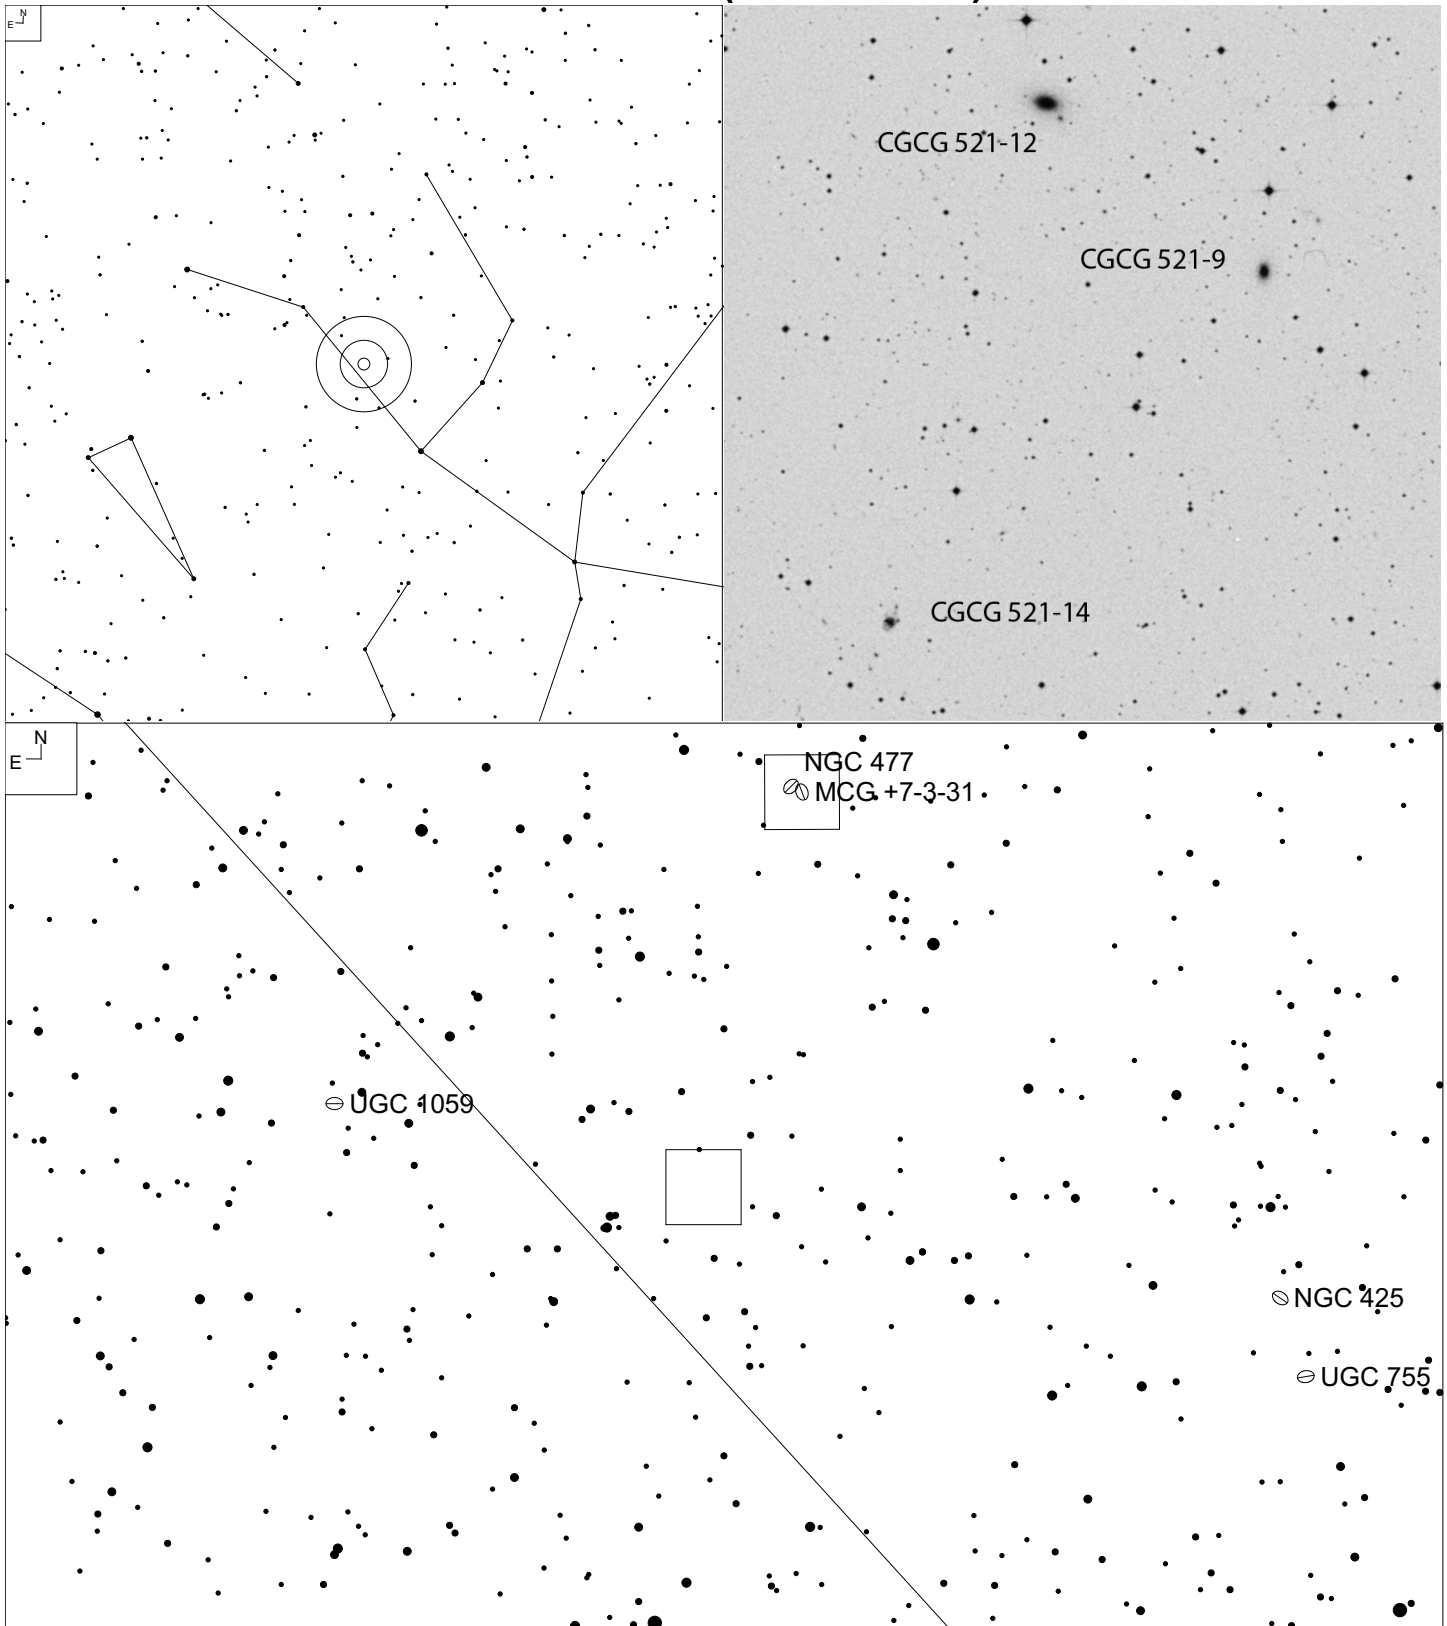 N
E
CGCG 521-12
CGCG 521-9
CGCG 521-14
N
E
NGC 477
MCG +7-3-31
UGC 1059
NGC 425
UGC 755